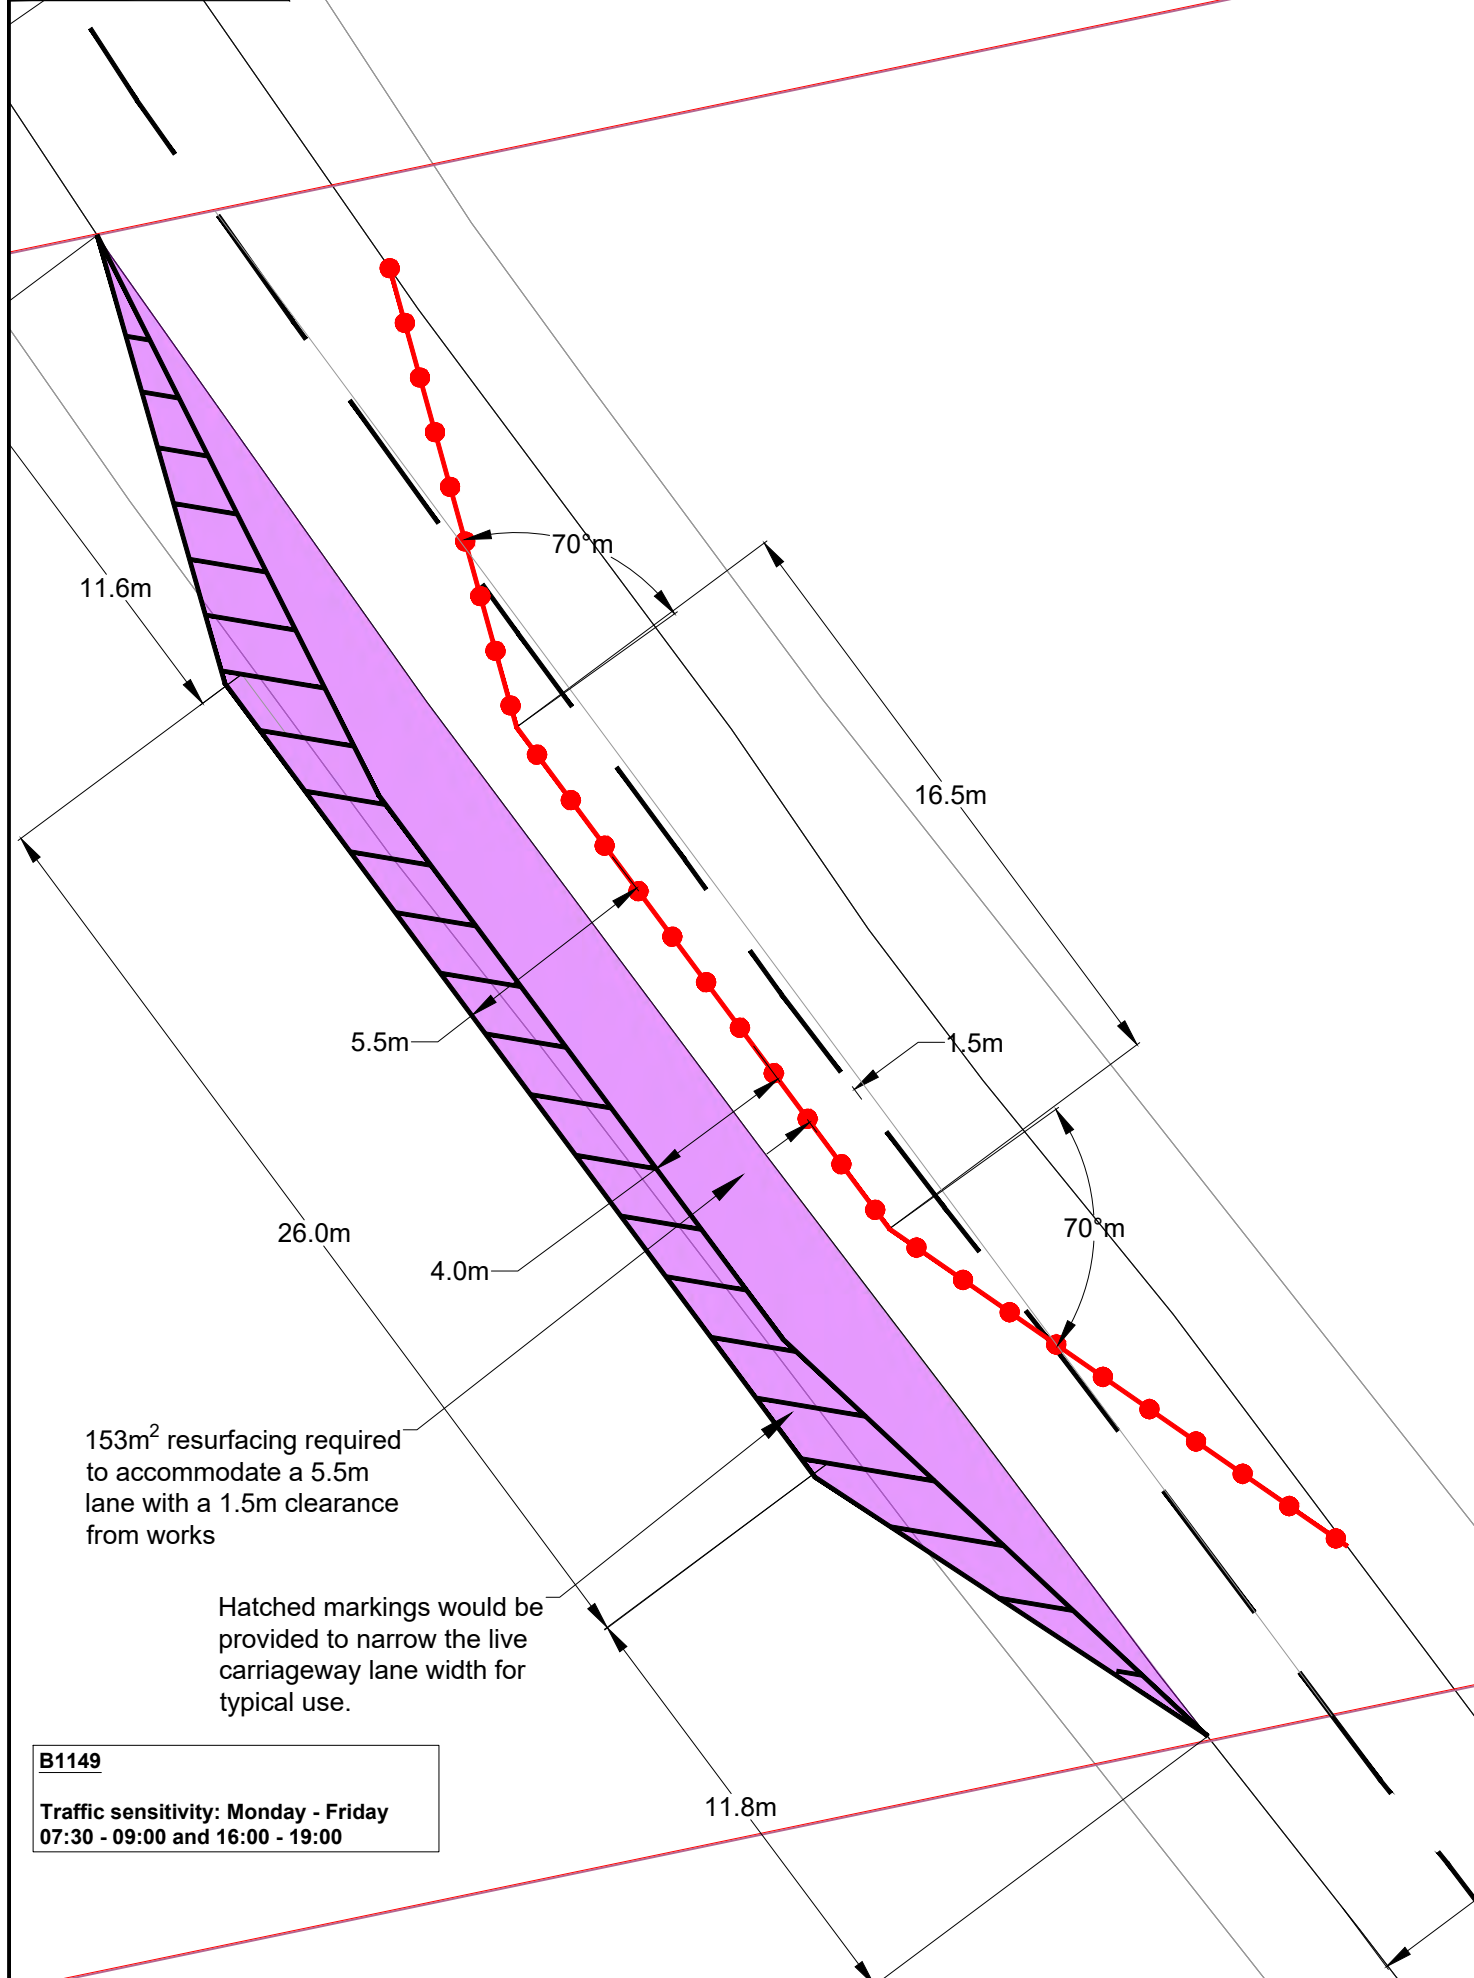 70°m
11.6m
16.5m
5.5m
1.5m
26.0m
70°m
4.0m
153m² resurfacing required
to accommodate a 5.5m
lane with a 1.5m clearance
from works
Hatched markings would be
provided to narrow the live
carriageway lane width for
typical use.
B1149
Traffic sensitivity: Monday - Friday
07:30 - 09:00 and 16:00 - 19:00
11.8m